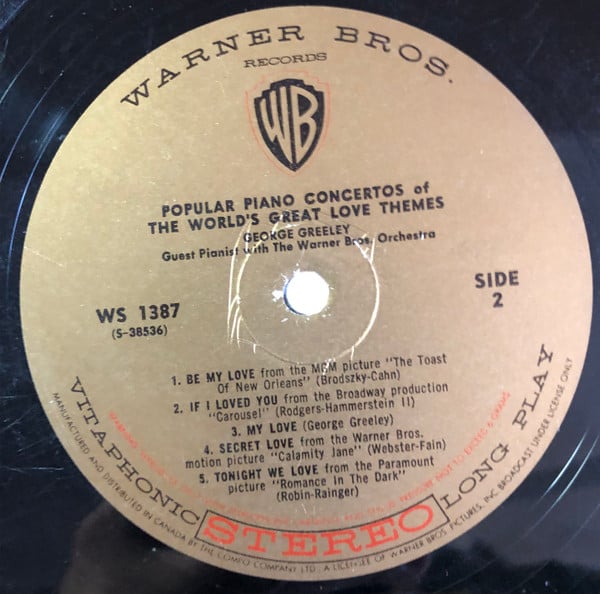 WARNER BROS.
RECORDS
WB
POPULAR PIANO CONCERTOS of
THE WORLD'S GREAT LOVE THEMES
GEORGE GREELEY
Guest Pianist with The Warner Bros. Orchestra
WS 1387
(S-38536)
SIDE
2
1. BE MY LOVE from the MGM picture "The Toast
Of New Orleans" (Brodszky-Cahn)
2. IF I LOVED YOU from the Broadway production
"Carousel" (Rodgers-Hammerstein II)
3. MY LOVE (George Greeley)
4. SECRET LOVE from the Warner Bros.
motion picture "Calamity Jane" (Webster-Fain)
5. TONIGHT WE LOVE from the Paramount
picture "Romance In The Dark"
(Robin-Rainger)
VITAPHONIC STEREO LONG PLAY
MANUFACTURED AND DISTRIBUTED IN CANADA BY THE COMPO COMPANY LTD., A LICENSEE OF WARNER BROS. PICTURES, INC. BROADCAST UNDER LICENSE ONLY